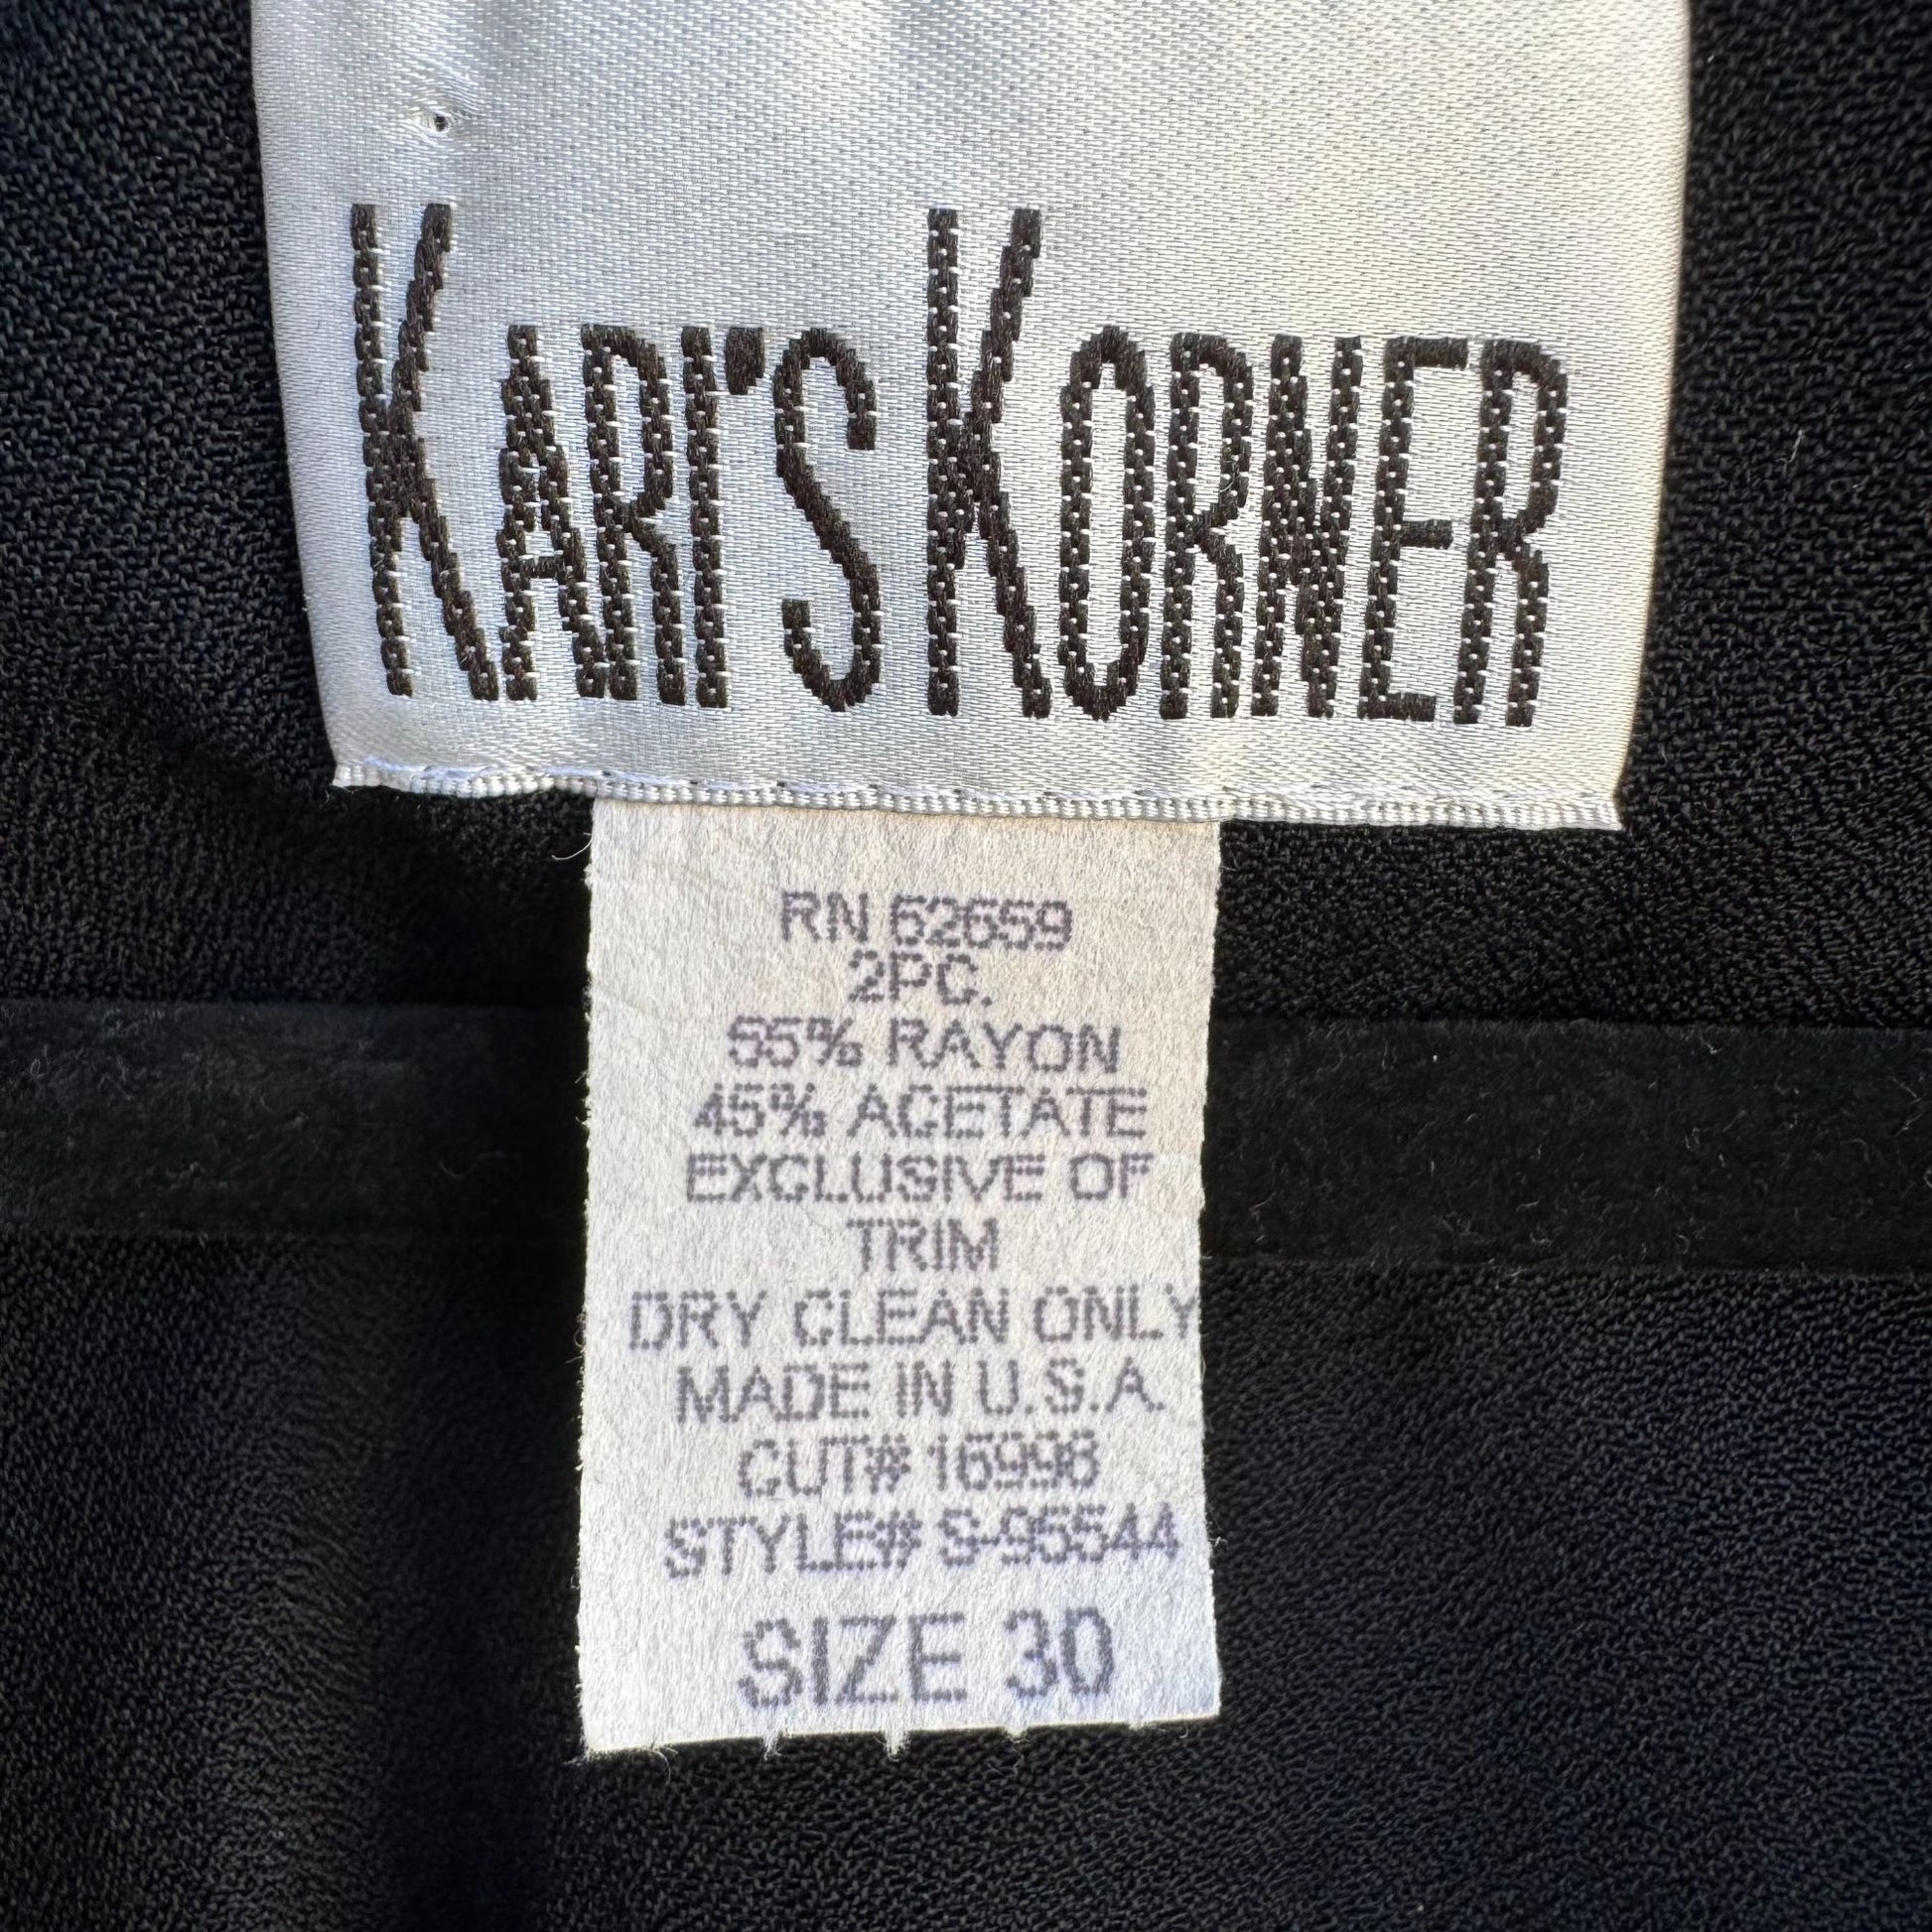 KARI'S KORNER
RN 62659
2PC.
55% RAYON
45% ACETATE
EXCLUSIVE OF
TRIM
DRY CLEAN ONLY
MADE IN U.S.A.
CUT# 16996
STYLE# S-95544
SIZE 30